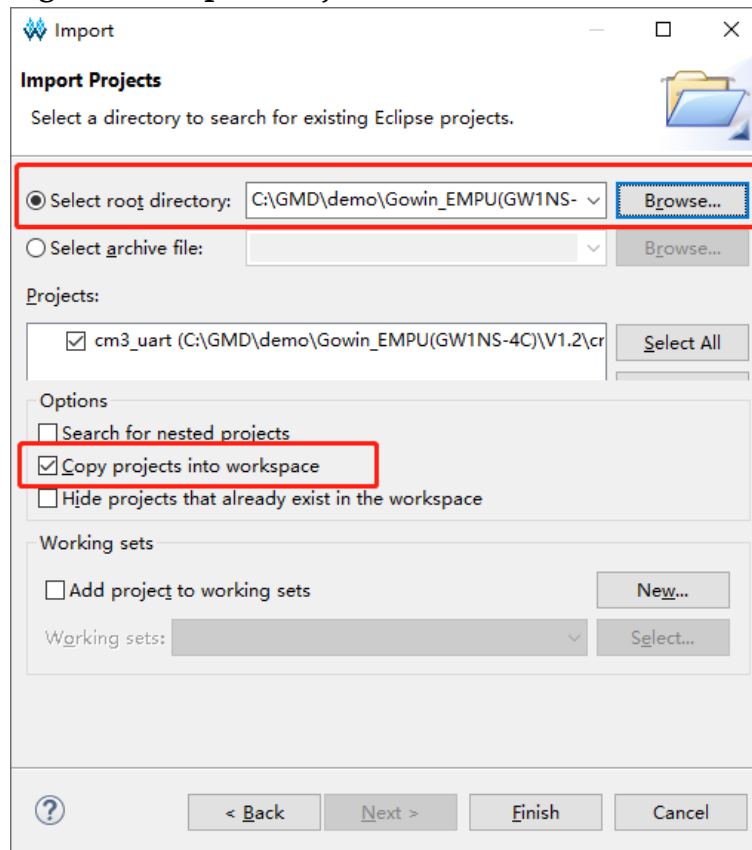 Import
Import Projects
Select a directory to search for existing Eclipse projects.
Select root directory: C:\GMD\demo\Gowin_EMPU(GW1NS- Browse...
Select archive file: Browse...
Projects:
cm3_uart (C:\GMD\demo\Gowin_EMPU(GW1NS-4C)\V1.2\cr Select All
Options
Search for nested projects
Copy projects into workspace
Hide projects that already exist in the workspace
Working sets
Add project to working sets New...
Working sets: Select...
? < Back Next > Finish Cancel